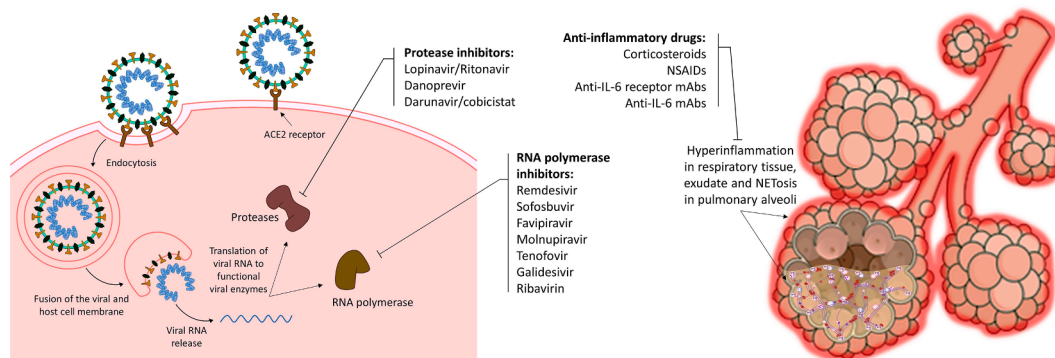 Protease inhibitors:
Lopinavir/Ritonavir
Danoprevir
Darunavir/cobicistat
ACE2 receptor
Endocytosis
Proteases
Translation of
viral RNA to
functional
viral enzymes
RNA polymerase
Fusion of the viral and
host cell membrane
Viral RNA
release
RNA polymerase
inhibitors:
Remdesivir
Sofosbuvir
Favipiravir
Molnupiravir
Tenofovir
Galidesivir
Ribavirin
Anti-inflammatory drugs:
Corticosteroids
NSAIDs
Anti-IL-6 receptor mAbs
Anti-IL-6 mAbs
Hyperinflammation
in respiratory tissue,
exudate and NETosis
in pulmonary alveoli